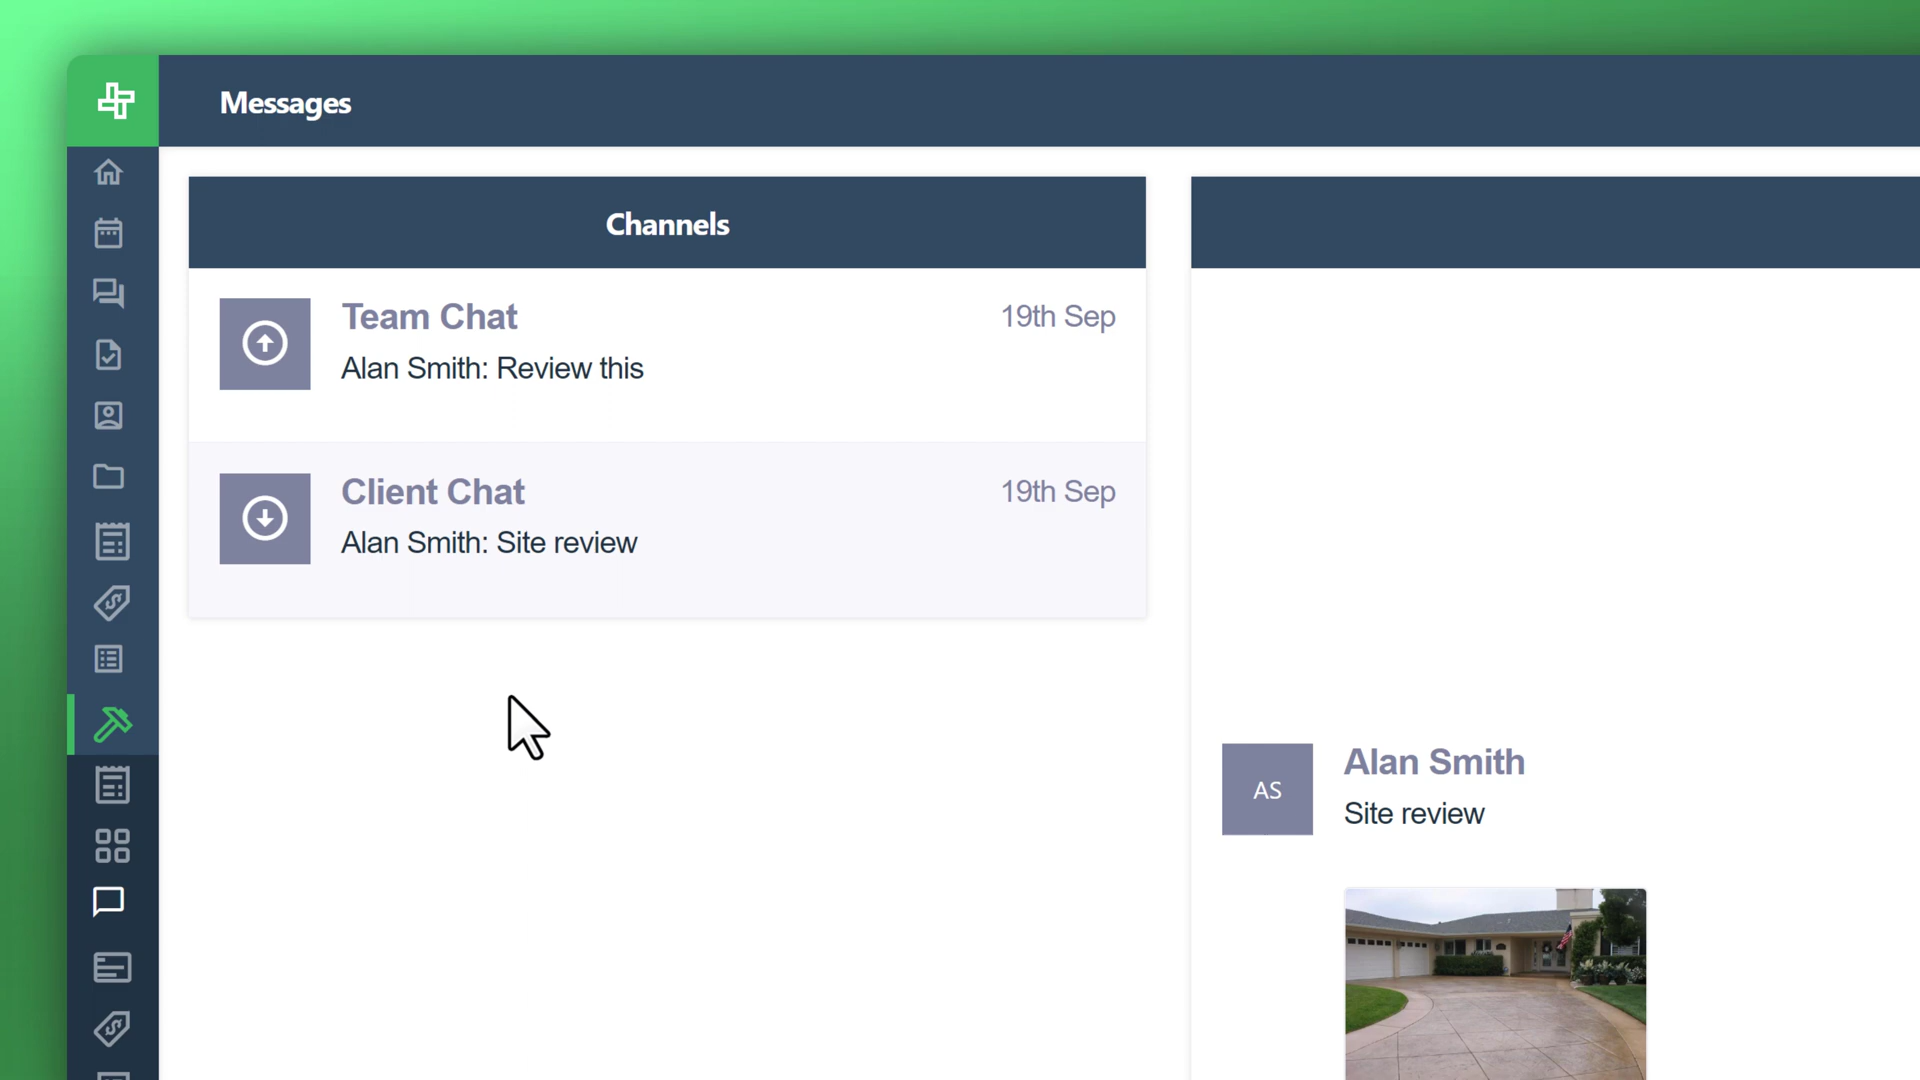 Messages
Channels
Team Chat
19th Sep
Alan Smith: Review this
Client Chat
19th Sep
Alan Smith: Site review
AS
Alan Smith
Site review